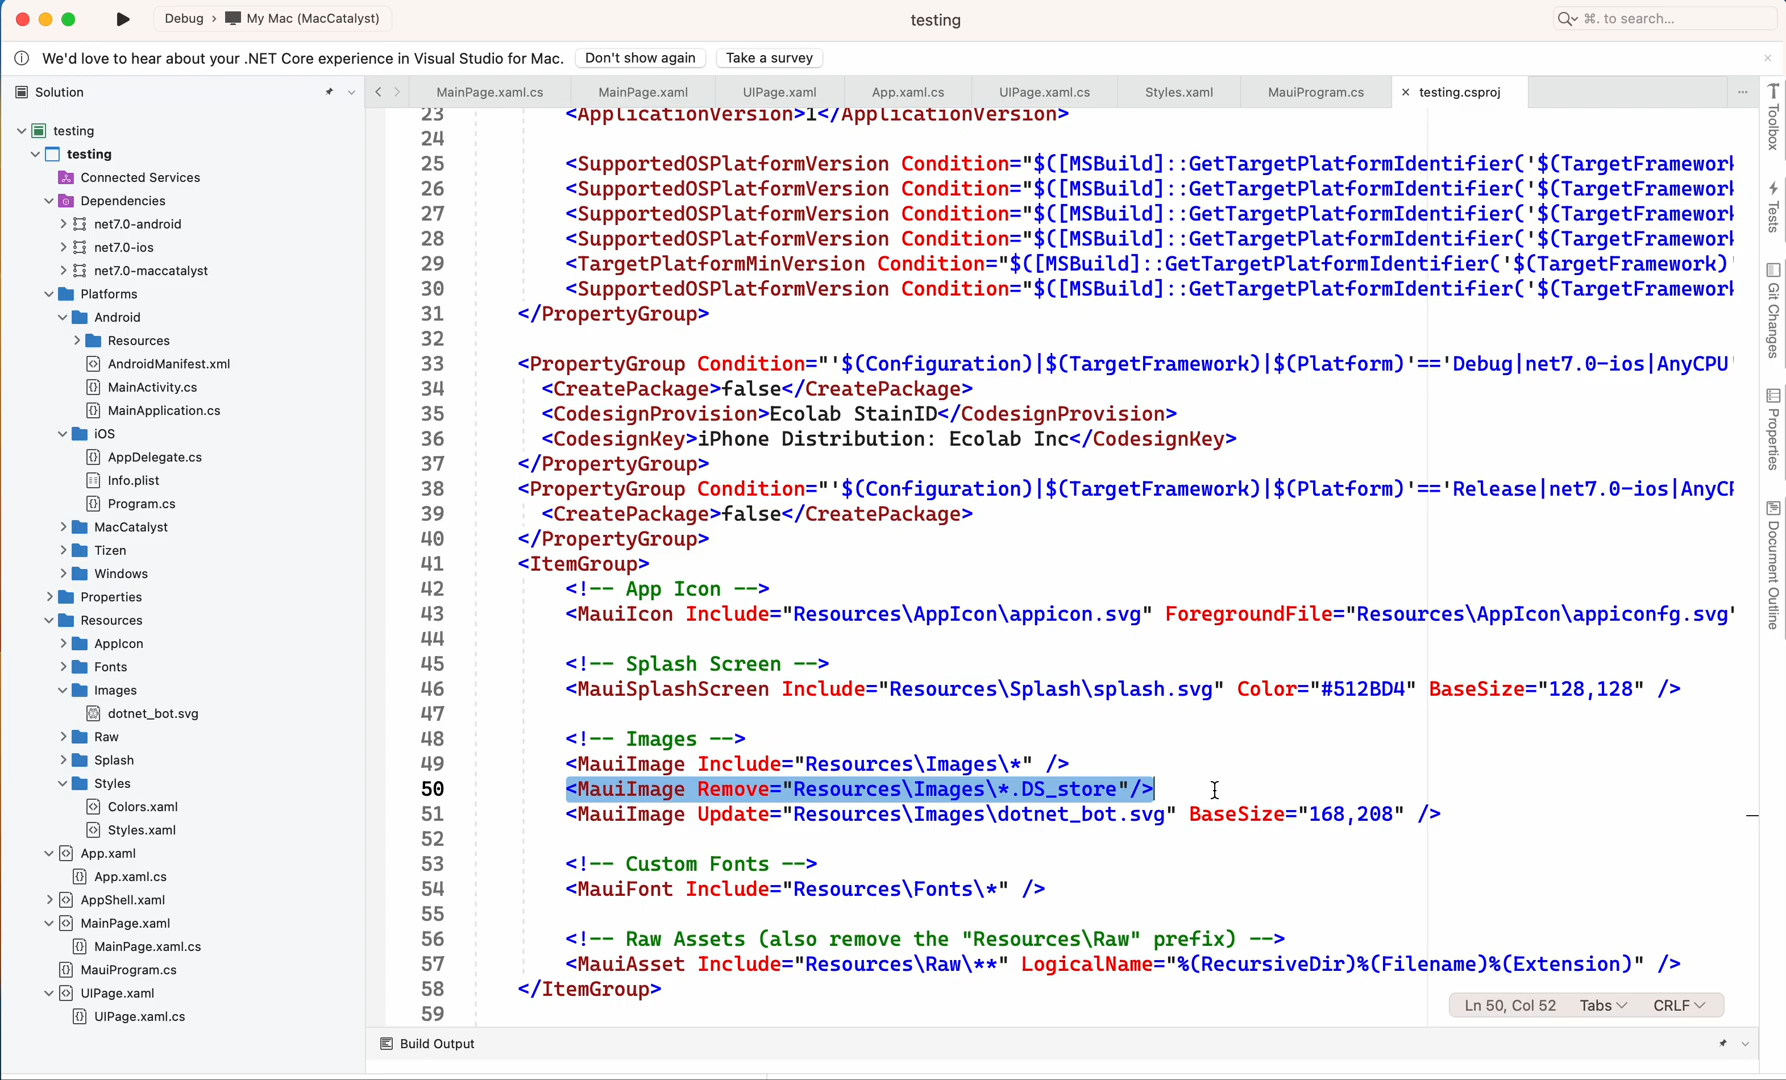 Debug › My Mac (MacCatalyst)
testing
⌘. to search...
We'd love to hear about your .NET Core experience in Visual Studio for Mac.
Don't show again
Take a survey
Solution
MainPage.xaml.cs
MainPage.xaml
UIPage.xaml
App.xaml.cs
UIPage.xaml.cs
Styles.xaml
MauiProgram.cs
testing.csproj
testing
testing
Connected Services
Dependencies
net7.0-android
net7.0-ios
net7.0-maccatalyst
Platforms
Android
Resources
AndroidManifest.xml
MainActivity.cs
MainApplication.cs
iOS
AppDelegate.cs
Info.plist
Program.cs
MacCatalyst
Tizen
Windows
Properties
Resources
AppIcon
Fonts
Images
dotnet_bot.svg
Raw
Splash
Styles
Colors.xaml
Styles.xaml
App.xaml
App.xaml.cs
AppShell.xaml
MainPage.xaml
MainPage.xaml.cs
MauiProgram.cs
UIPage.xaml
UIPage.xaml.cs
23 <ApplicationVersion>1</ApplicationVersion>
24
25 <SupportedOSPlatformVersion Condition="$([MSBuild]::GetTargetPlatformIdentifier('$(TargetFramework
26 <SupportedOSPlatformVersion Condition="$([MSBuild]::GetTargetPlatformIdentifier('$(TargetFramework
27 <SupportedOSPlatformVersion Condition="$([MSBuild]::GetTargetPlatformIdentifier('$(TargetFramework
28 <SupportedOSPlatformVersion Condition="$([MSBuild]::GetTargetPlatformIdentifier('$(TargetFramework
29 <TargetPlatformMinVersion Condition="$([MSBuild]::GetTargetPlatformIdentifier('$(TargetFramework)'
30 <SupportedOSPlatformVersion Condition="$([MSBuild]::GetTargetPlatformIdentifier('$(TargetFramework
31 </PropertyGroup>
32
33 <PropertyGroup Condition="'$(Configuration)|$(TargetFramework)|$(Platform)'=='Debug|net7.0-ios|AnyCPU'
34 <CreatePackage>false</CreatePackage>
35 <CodesignProvision>Ecolab StainID</CodesignProvision>
36 <CodesignKey>iPhone Distribution: Ecolab Inc</CodesignKey>
37 </PropertyGroup>
38 <PropertyGroup Condition="'$(Configuration)|$(TargetFramework)|$(Platform)'=='Release|net7.0-ios|AnyCP
39 <CreatePackage>false</CreatePackage>
40 </PropertyGroup>
41 <ItemGroup>
42 <!-- App Icon -->
43 <MauiIcon Include="Resources\AppIcon\appicon.svg" ForegroundFile="Resources\AppIcon\appiconfg.svg"
44
45 <!-- Splash Screen -->
46 <MauiSplashScreen Include="Resources\Splash\splash.svg" Color="#512BD4" BaseSize="128,128" />
47
48 <!-- Images -->
49 <MauiImage Include="Resources\Images\*" />
50 <MauiImage Remove="Resources\Images\*.DS_store"/>
51 <MauiImage Update="Resources\Images\dotnet_bot.svg" BaseSize="168,208" />
52
53 <!-- Custom Fonts -->
54 <MauiFont Include="Resources\Fonts\*" />
55
56 <!-- Raw Assets (also remove the "Resources\Raw" prefix) -->
57 <MauiAsset Include="Resources\Raw\**" LogicalName="%(RecursiveDir)%(Filename)%(Extension)" />
58 </ItemGroup>
59
Ln 50, Col 52 Tabs CRLF
Build Output
Toolbox
Tests
Git Changes
Properties
Document Outline